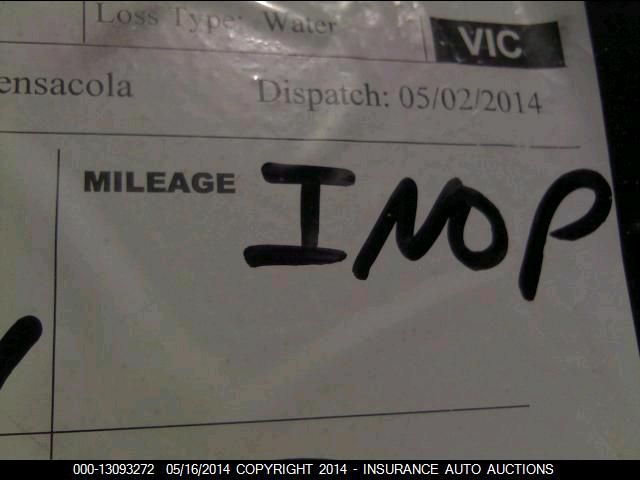 Loss Type: Water
VIC
ensacola Dispatch: 05/02/2014
MILEAGE INOP
000-13093272 05/16/2014 COPYRIGHT 2014 - INSURANCE AUTO AUCTIONS